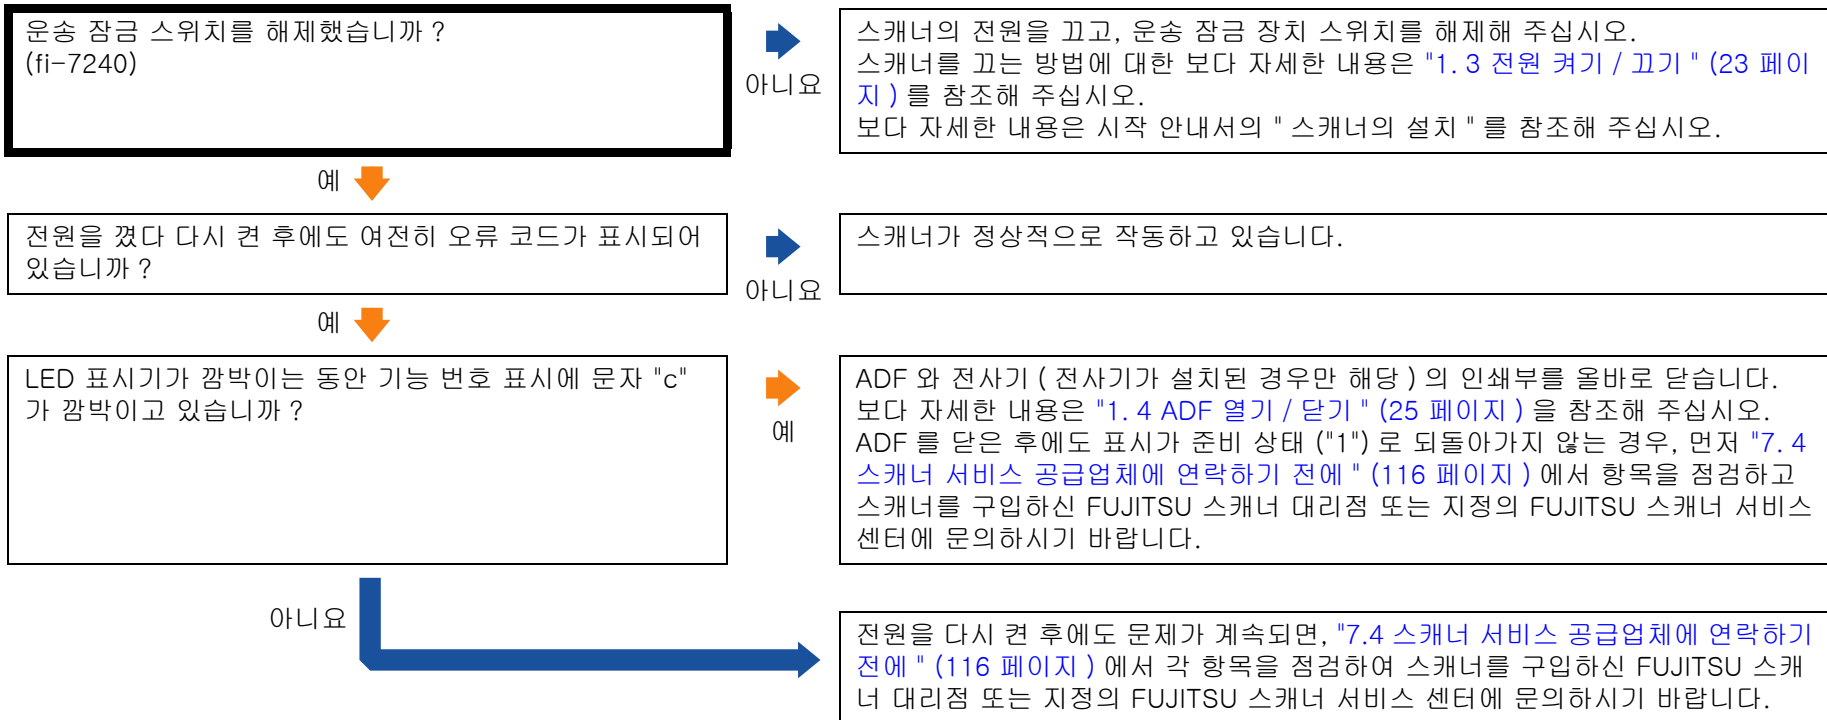 운송 잠금 스위치를 해제했습니까 ?
(fi-7240)
아니요
스캐너의 전원을 끄고, 운송 잠금 장치 스위치를 해제해 주십시오.
스캐너를 끄는 방법에 대한 보다 자세한 내용은 "1. 3 전원 켜기 / 끄기 " (23 페이
지 ) 를 참조해 주십시오.
보다 자세한 내용은 시작 안내서의 " 스캐너의 설치 " 를 참조해 주십시오.
예
전원을 껐다 다시 켠 후에도 여전히 오류 코드가 표시되어
있습니까 ?
아니요
스캐너가 정상적으로 작동하고 있습니다.
예
LED 표시기가 깜박이는 동안 기능 번호 표시에 문자 "c"
가 깜박이고 있습니까 ?
예
ADF 와 전사기 ( 전사기가 설치된 경우만 해당 ) 의 인쇄부를 올바로 닫습니다.
보다 자세한 내용은 "1. 4 ADF 열기 / 닫기 " (25 페이지 ) 을 참조해 주십시오.
ADF 를 닫은 후에도 표시가 준비 상태 ("1") 로 되돌아가지 않는 경우, 먼저 "7. 4
스캐너 서비스 공급업체에 연락하기 전에 " (116 페이지 ) 에서 항목을 점검하고
스캐너를 구입하신 FUJITSU 스캐너 대리점 또는 지정의 FUJITSU 스캐너 서비스
센터에 문의하시기 바랍니다.
아니요
전원을 다시 켠 후에도 문제가 계속되면, "7.4 스캐너 서비스 공급업체에 연락하기
전에 " (116 페이지 ) 에서 각 항목을 점검하여 스캐너를 구입하신 FUJITSU 스캐
너 대리점 또는 지정의 FUJITSU 스캐너 서비스 센터에 문의하시기 바랍니다.